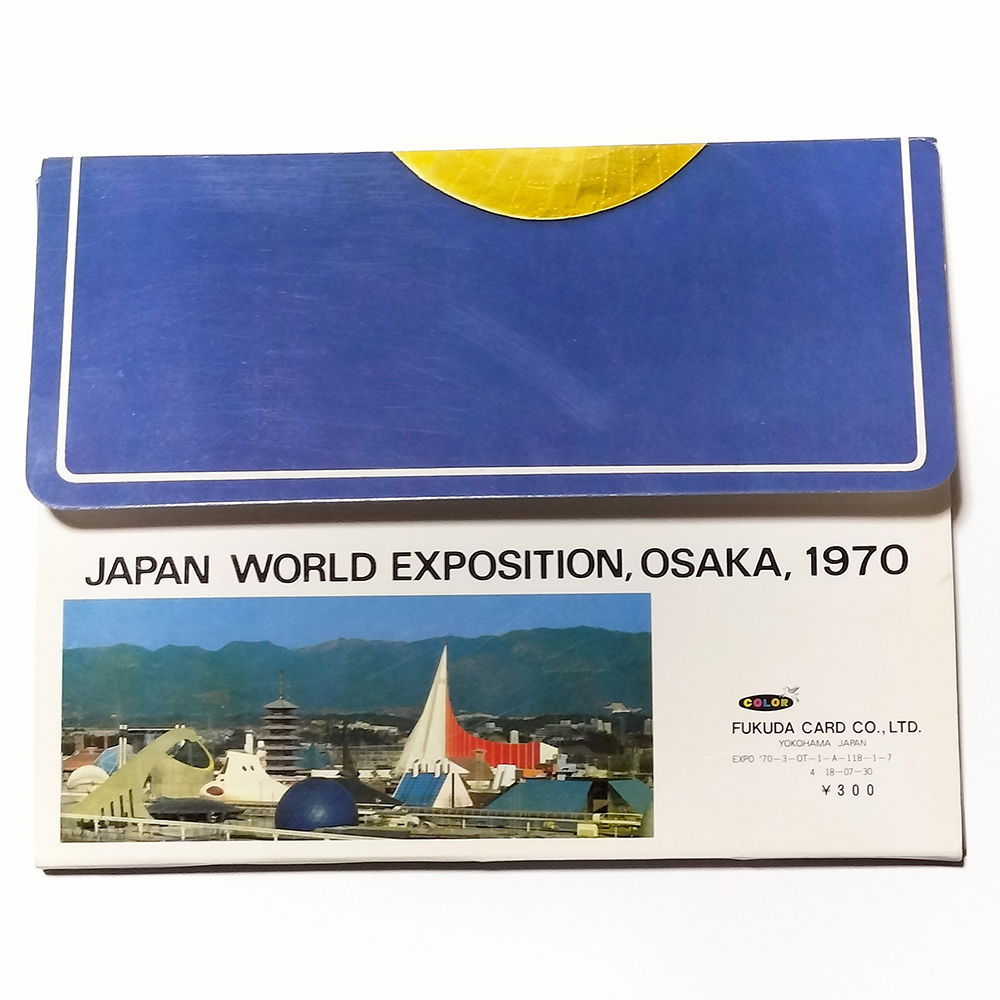 JAPAN WORLD EXPOSITION, OSAKA, 1970
COLOR
FUKUDA CARD CO., LTD.
YOKOHAMA JAPAN
EXPO '70-3-OT-1-A-118-1-7
4 18-07-30
¥300